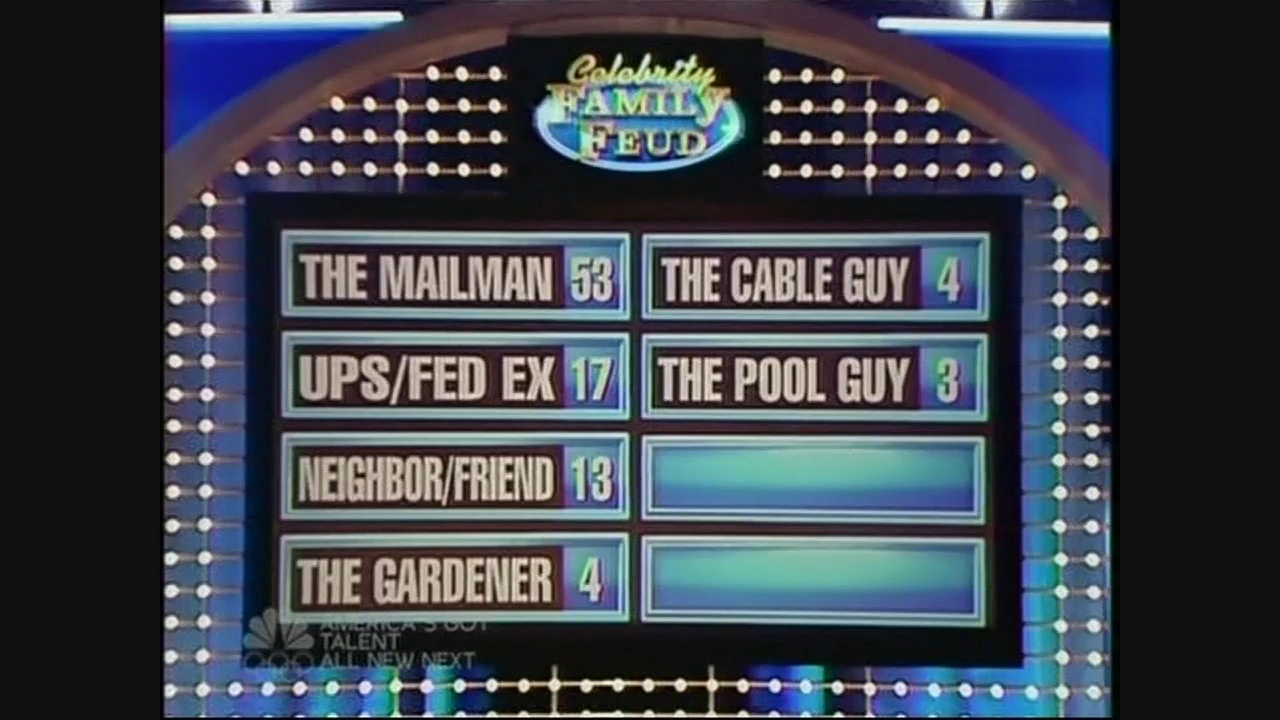 Celebrity
FAMILY
FEUD
THE MAILMAN 53
UPS/FED EX 17
NEIGHBOR/FRIEND 13
THE GARDENER 4
THE CABLE GUY 4
THE POOL GUY 3
AMERICA'S GOT
TALENT
ALL NEW NEXT